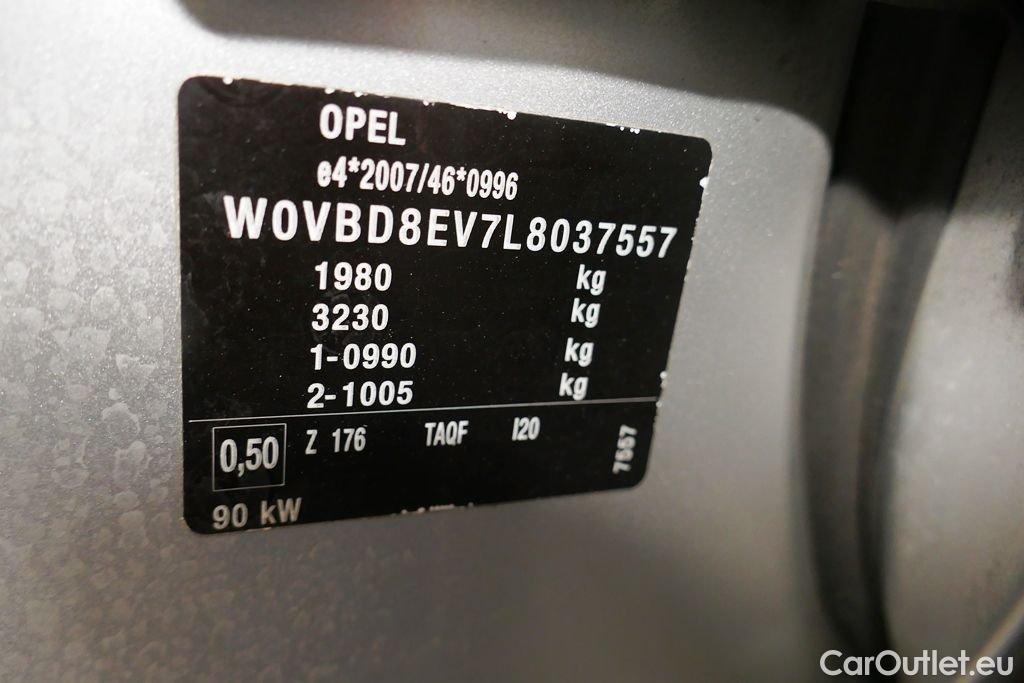 OPEL
e4*2007/46*0996
W0VBD8EV7L8037557
1980 kg
3230 kg
1-0990 kg
2-1005 kg
0,50 Z 176 TAQF I20 7557
90 kW
CarOutlet.eu